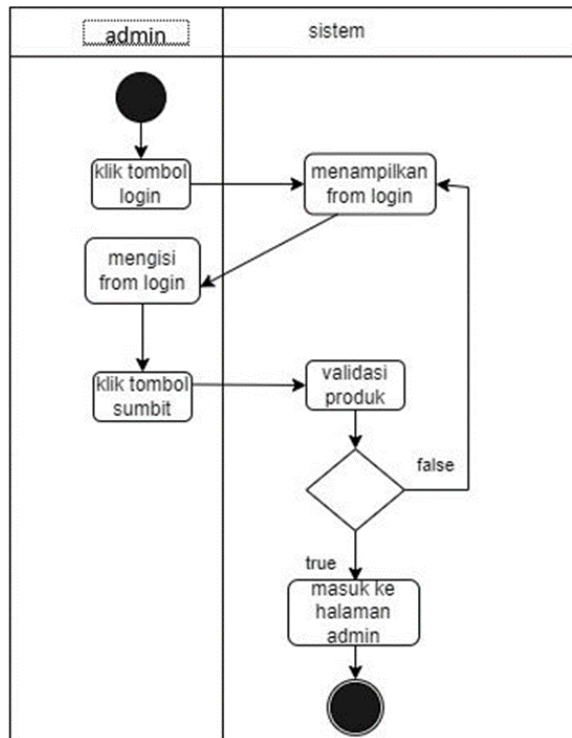 admin
sistem
klik tombol
login
menampilkan
from login
mengisi
from login
klik tombol
sumbit
validasi
produk
false
true
masuk ke
halaman
admin